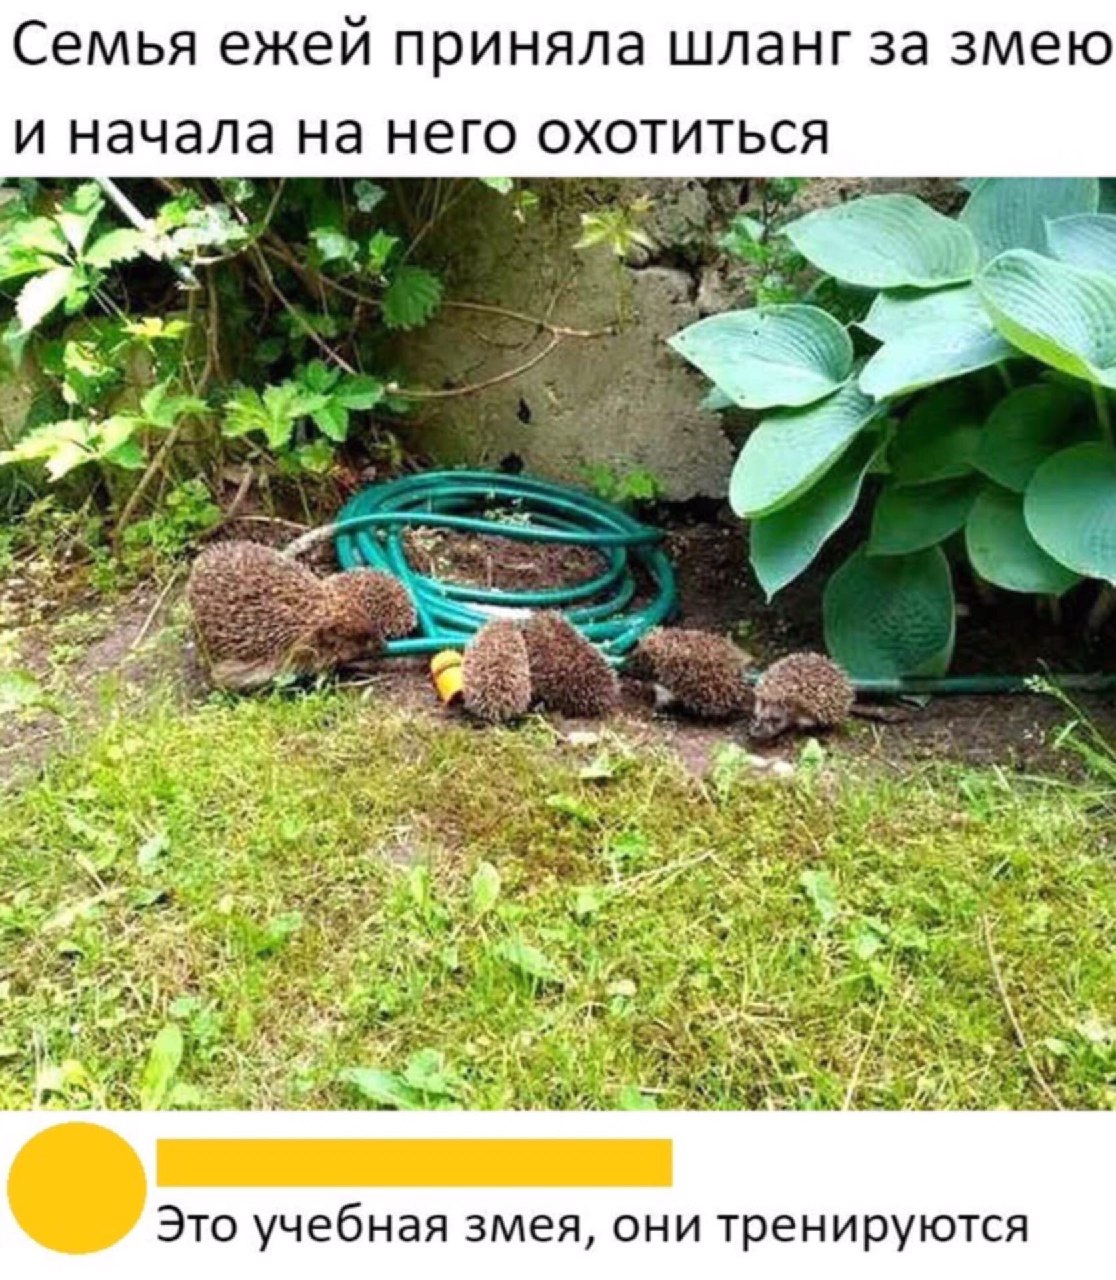 Семья ежей приняла шланг за змею
и начала на него охотиться
Это учебная змея, они тренируются